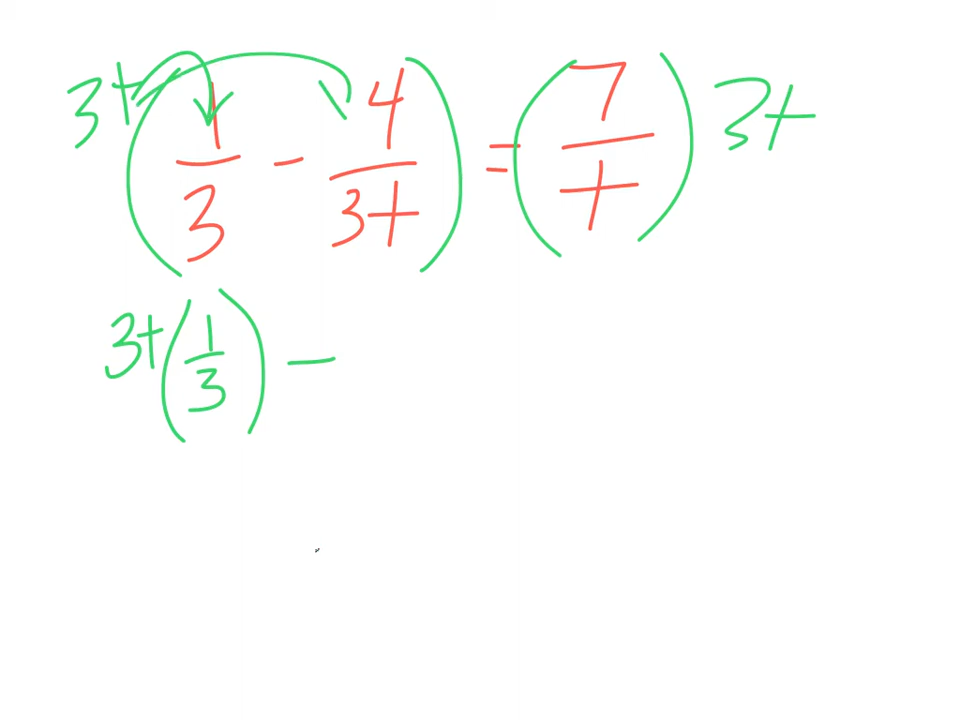 3t(1/3 - 4/3t) = (7/t)3t
3t(1/3) -